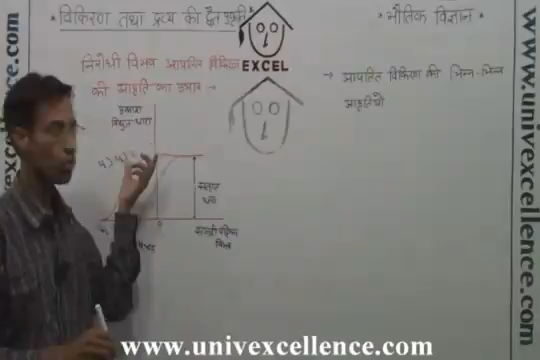 * विकिरण तथा द्रव्य की द्वैत प्रकृति *
* भौतिक विज्ञान *
EXCEL
निरोधी विभव पर आपतित विकिरण
की आवृत्ति का प्रभाव →
→ आपतित विकिरण की भिन्न-भिन्न
आवृत्तियों
प्रकाश
विद्युत धारा
संतृप्त
धारा
O
विभव
www.univexcellence.com
www.univexcellence.com
www.univexcellence.com